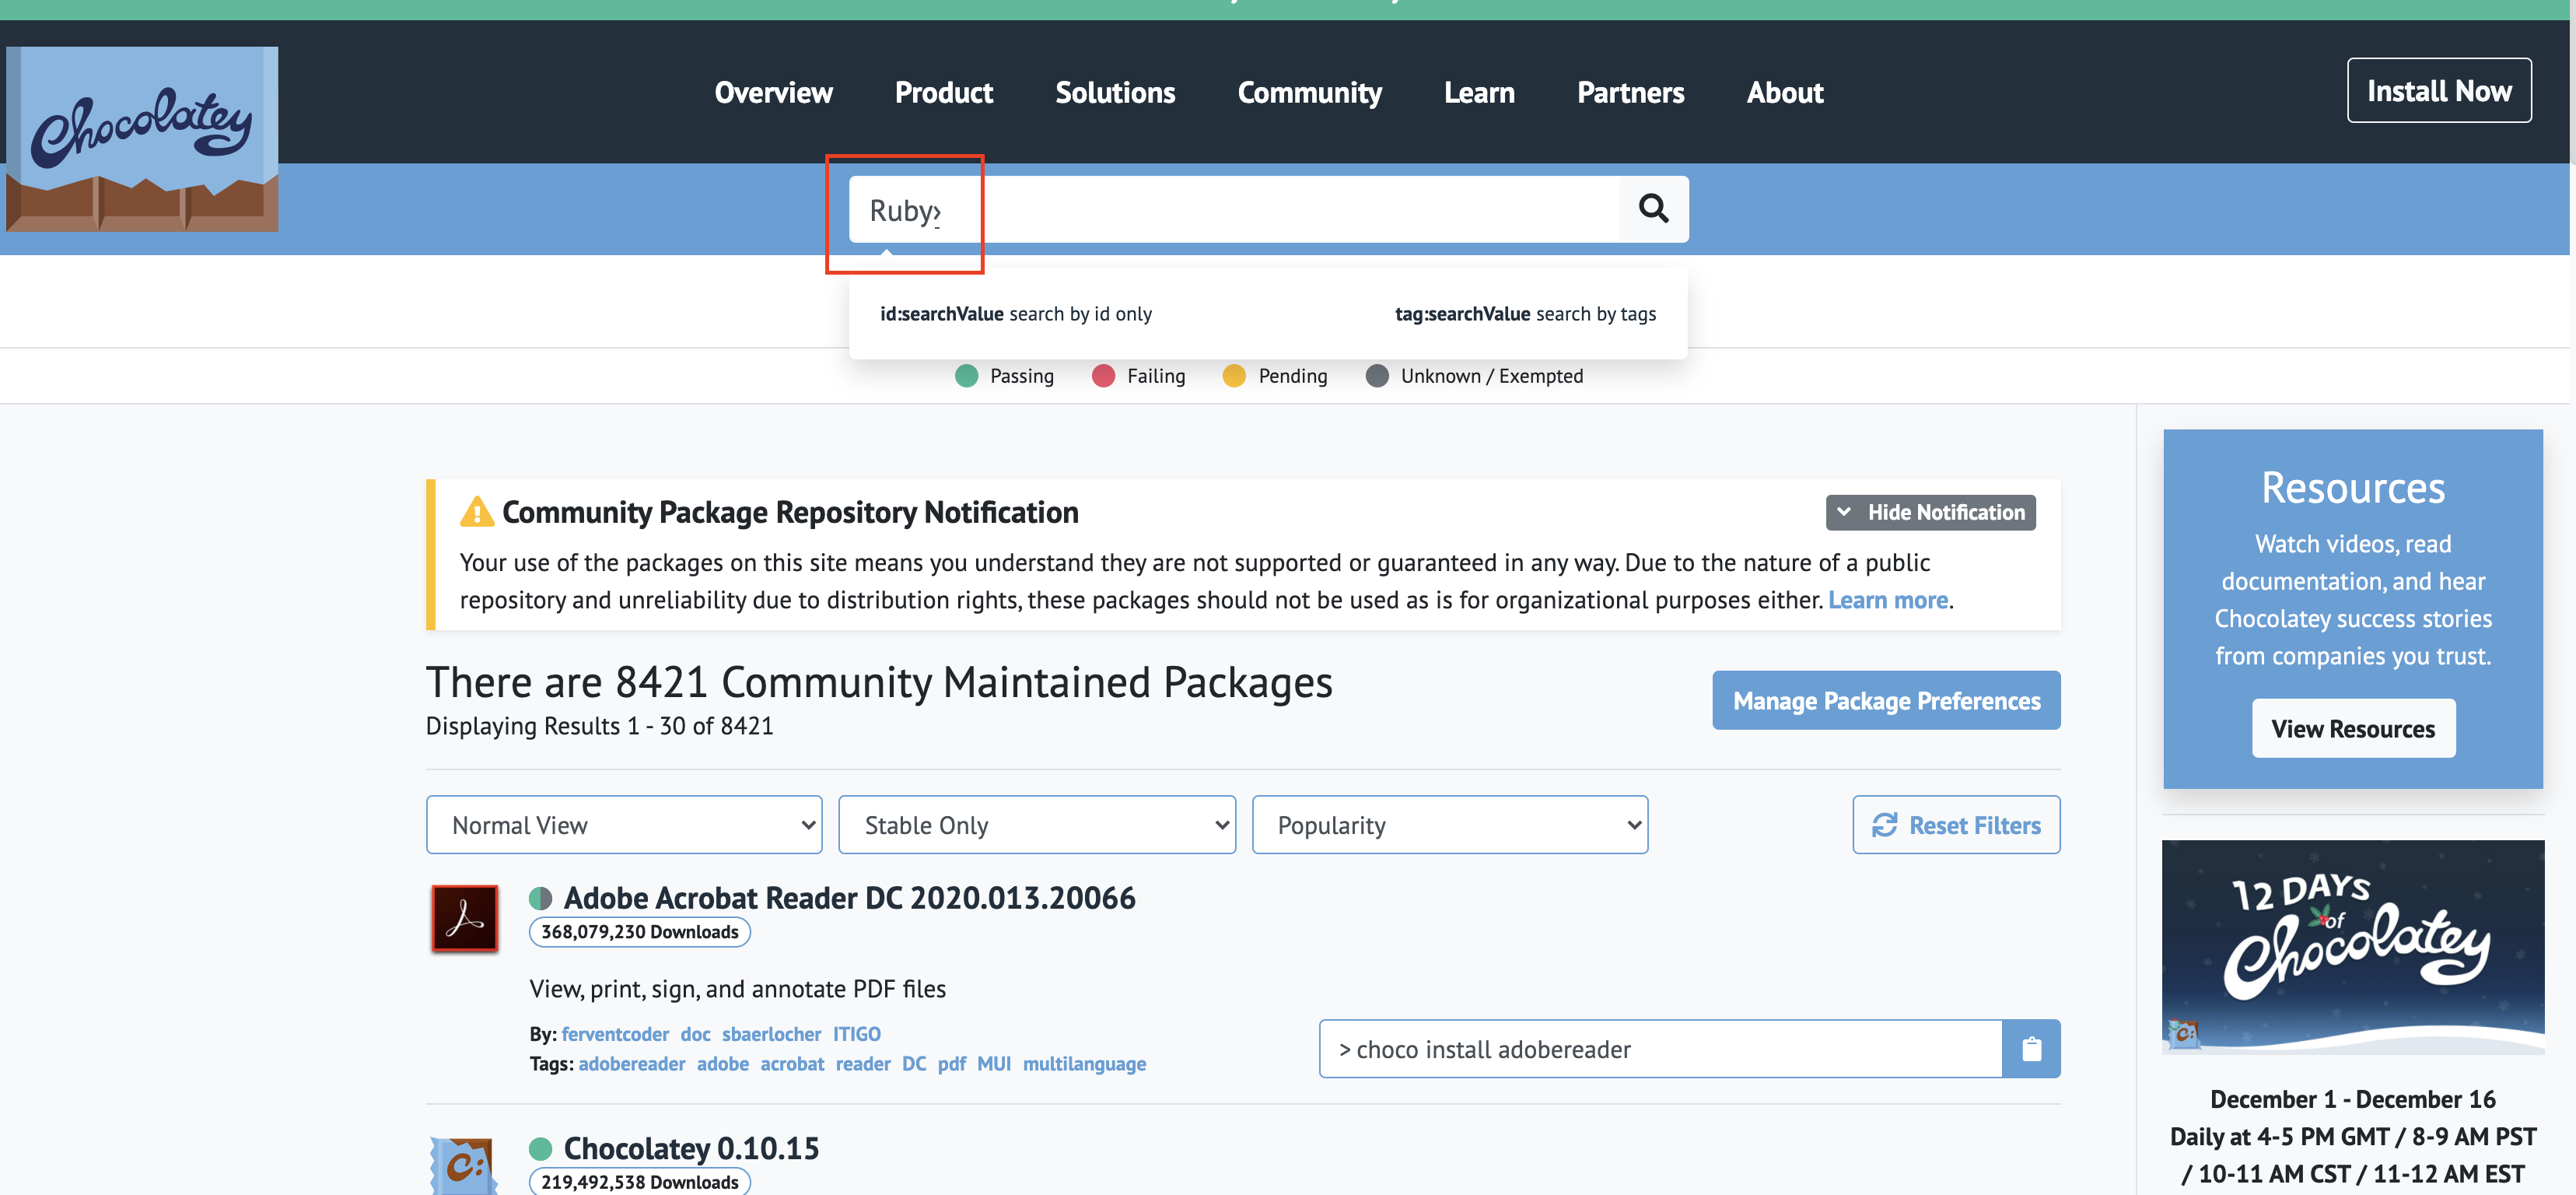 Chocolatey
Overview Product Solutions Community Learn Partners About
Install Now
Ruby›
id:searchValue search by id only
tag:searchValue search by tags
Passing Failing Pending Unknown / Exempted
Community Package Repository Notification
Hide Notification
Your use of the packages on this site means you understand they are not supported or guaranteed in any way. Due to the nature of a public
repository and unreliability due to distribution rights, these packages should not be used as is for organizational purposes either. Learn more.
There are 8421 Community Maintained Packages
Displaying Results 1 - 30 of 8421
Manage Package Preferences
Normal View
Stable Only
Popularity
Reset Filters
Adobe Acrobat Reader DC 2020.013.20066
368,079,230 Downloads
View, print, sign, and annotate PDF files
By: ferventcoder doc sbaerlocher ITIGO
Tags: adobereader adobe acrobat reader DC pdf MUI multilanguage
> choco install adobereader
C:
Chocolatey 0.10.15
219,492,538 Downloads
Resources
Watch videos, read
documentation, and hear
Chocolatey success stories
from companies you trust.
View Resources
12 DAYS
of
Chocolatey
C:
December 1 - December 16
Daily at 4-5 PM GMT / 8-9 AM PST
/ 10-11 AM CST / 11-12 AM EST